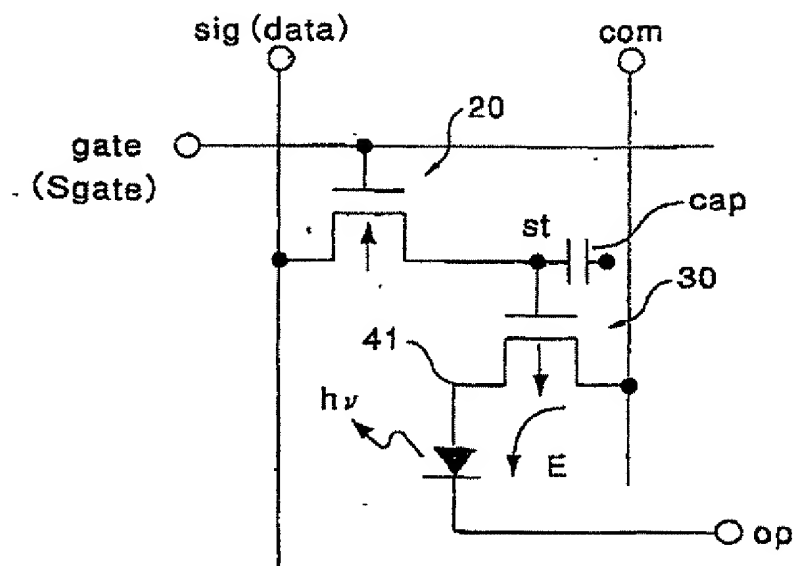 sig (data)
com
gate
(Sgate)
20
st
cap
30
41
hν
E
op